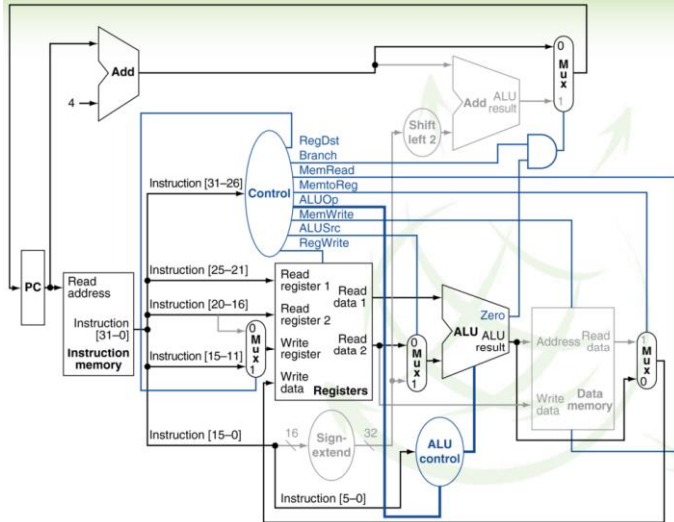 Add
4
Add
ALU
result
0
Mux
1
Shift
left 2
RegDst
Branch
MemRead
MemtoReg
ALUOp
MemWrite
ALUSrc
RegWrite
Control
Instruction [31–26]
PC
Read
address
Instruction
[31–0]
Instruction
memory
Instruction [25–21]
Instruction [20–16]
Instruction [15–11]
0
Mux
1
Read
register 1
Read
register 2
Write
register
Write
data
Read
data 1
Read
data 2
Registers
0
Mux
1
Zero
ALU
ALU
result
Address
Read
data
Write
data
Data
memory
1
Mux
0
Instruction [15–0]
16
Sign-
extend
32
ALU
control
Instruction [5–0]